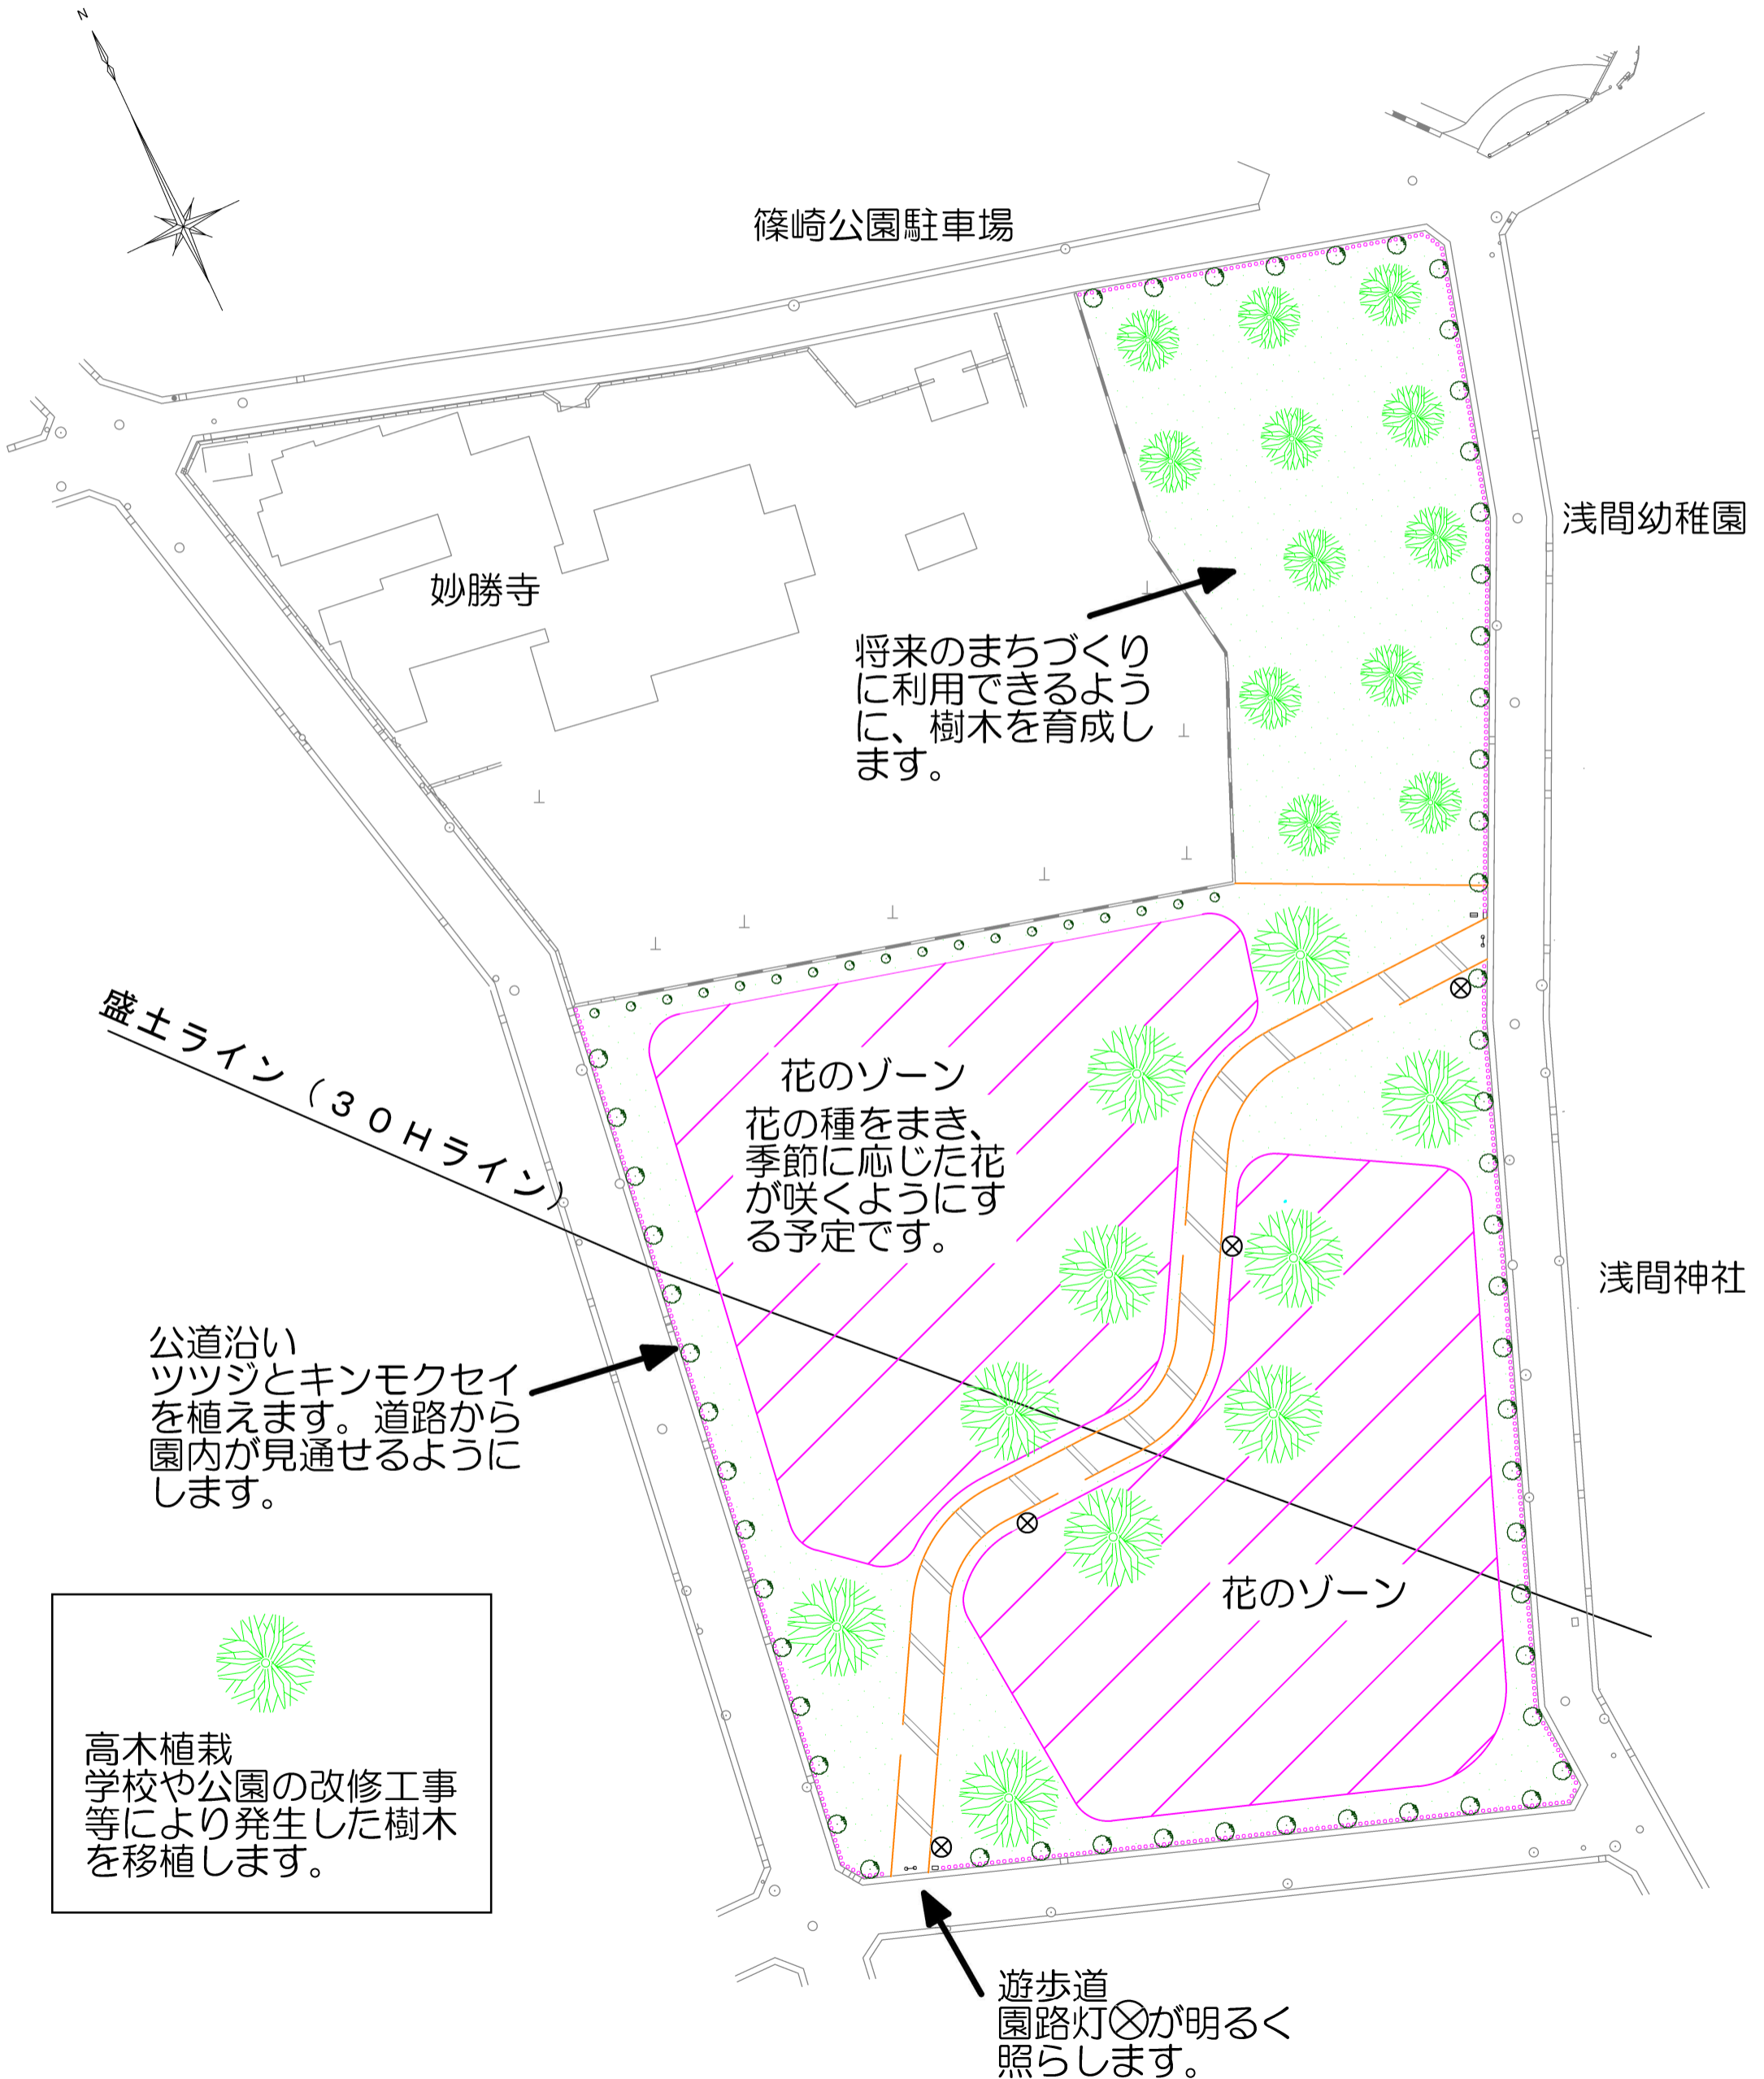 N
篠崎公園駐車場
浅間幼稚園
妙勝寺
将来のまちづくり
に利用できるよう
に、樹木を育成し
ます。
盛土ライン（３０Ｈライン）
花のゾーン
花の種をまき、
季節に応じた花
が咲くようにす
る予定です。
浅間神社
公道沿い
ツツジとキンモクセイ
を植えます。道路から
園内が見通せるように
します。
花のゾーン
高木植栽
学校や公園の改修工事
等により発生した樹木
を移植します。
遊歩道
園路灯⊗が明るく
照らします。